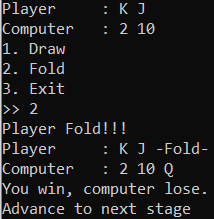 Player : K J
Computer : 2 10
1. Draw
2. Fold
3. Exit
>> 2
Player Fold!!!
Player : K J -Fold-
Computer : 2 10 Q
You win, computer lose.
Advance to next stage